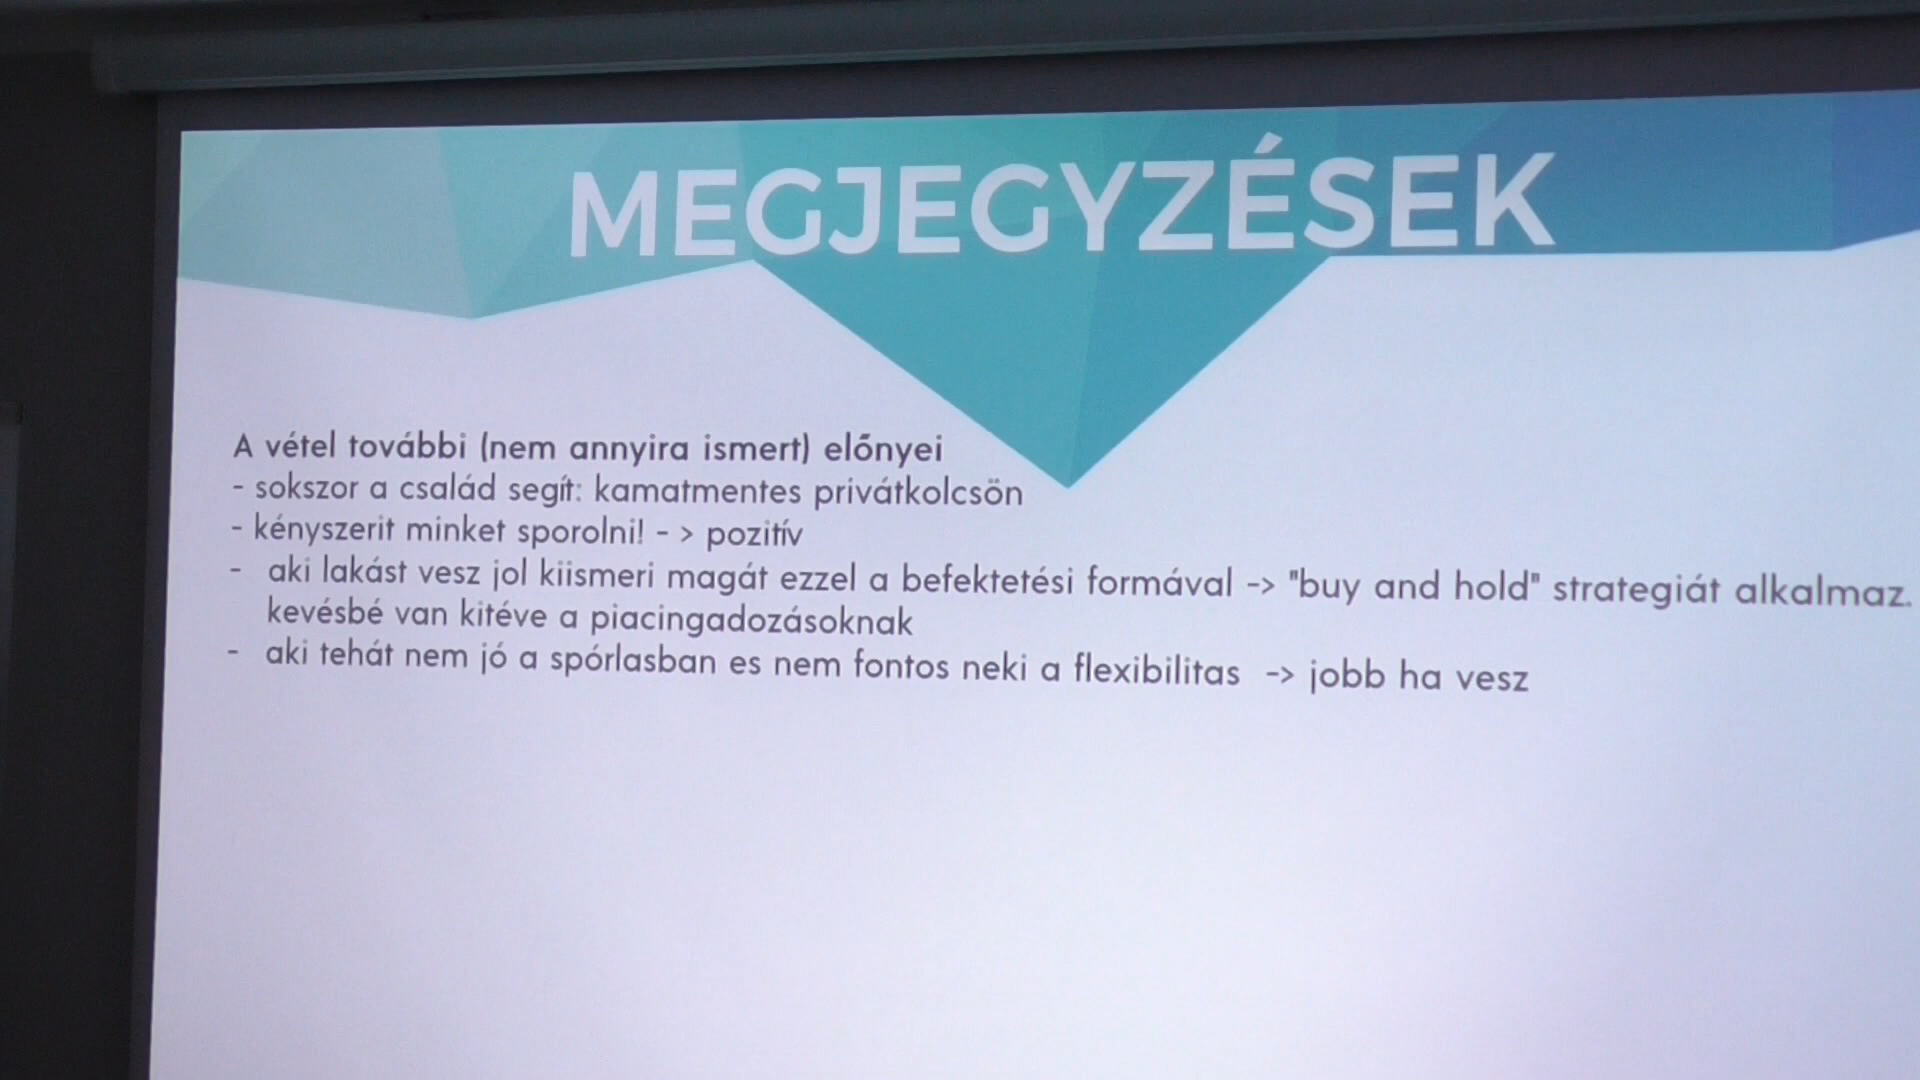 MEGJEGYZÉSEK
A vétel további (nem annyira ismert) előnyei
- sokszor a család segít: kamatmentes privátkolcsön
- kényszerit minket sporolni! - > pozitív
- aki lakást vesz jol kiismeri magát ezzel a befektetési formával -> "buy and hold" strategiát alkalmaz.
kevésbé van kitéve a piacingadozásoknak
- aki tehát nem jó a spórlasban es nem fontos neki a flexibilitas -> jobb ha vesz